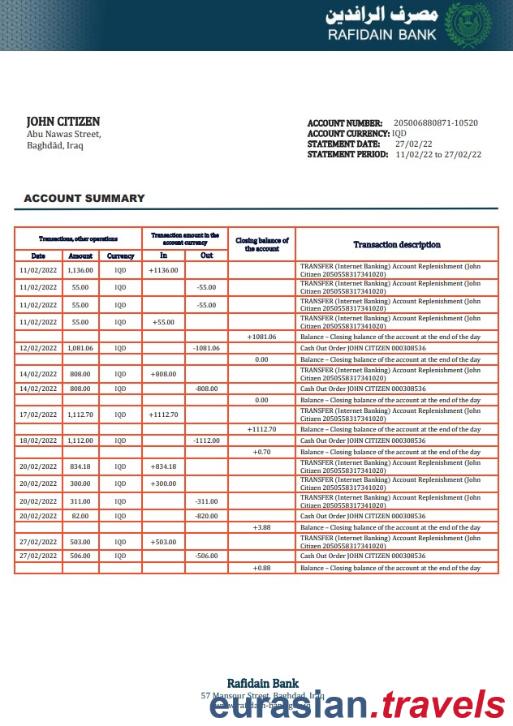 مصرف الرافدين
RAFIDAIN BANK
JOHN CITIZEN
Abu Nawas Street,
Baghdād, Iraq
ACCOUNT NUMBER: 205006880871-10520
ACCOUNT CURRENCY: IQD
STATEMENT DATE: 27/02/22
STATEMENT PERIOD: 11/02/22 to 27/02/22
ACCOUNT SUMMARY
Transactions, other operations
Transaction amount in the
account currency
Closing balance of
the account
Transaction description
Date Amount Currency In Out
11/02/2022 1,136.00 IQD +1136.00 TRANSFER (Internet Banking) Account Replenishment (John
Citizen 2050558317341020)
11/02/2022 55.00 IQD -55.00 TRANSFER (Internet Banking) Account Replenishment (John
Citizen 2050558317341020)
11/02/2022 55.00 IQD -55.00 TRANSFER (Internet Banking) Account Replenishment (John
Citizen 2050558317341020)
11/02/2022 55.00 IQD +55.00 TRANSFER (Internet Banking) Account Replenishment (John
Citizen 2050558317341020)
+1081.06 Balance – Closing balance of the account at the end of the day
12/02/2022 1,081.06 IQD -1081.06 Cash Out Order JOHN CITIZEN 000308536
0.00 Balance – Closing balance of the account at the end of the day
14/02/2022 808.00 IQD +808.00 TRANSFER (Internet Banking) Account Replenishment (John
Citizen 2050558317341020)
14/02/2022 808.00 IQD -808.00 Cash Out Order JOHN CITIZEN 000308536
0.00 Balance – Closing balance of the account at the end of the day
17/02/2022 1,112.70 IQD +1112.70 TRANSFER (Internet Banking) Account Replenishment (John
Citizen 2050558317341020)
+1112.70 Balance – Closing balance of the account at the end of the day
18/02/2022 1,112.00 IQD -1112.00 Cash Out Order JOHN CITIZEN 000308536
+0.70 Balance – Closing balance of the account at the end of the day
20/02/2022 834.18 IQD +834.18 TRANSFER (Internet Banking) Account Replenishment (John
Citizen 2050558317341020)
20/02/2022 300.00 IQD +300.00 TRANSFER (Internet Banking) Account Replenishment (John
Citizen 2050558317341020)
20/02/2022 311.00 IQD -311.00 TRANSFER (Internet Banking) Account Replenishment (John
Citizen 2050558317341020)
20/02/2022 82.00 IQD -820.00 Cash Out Order JOHN CITIZEN 000308536
+3.88 Balance – Closing balance of the account at the end of the day
27/02/2022 503.00 IQD +503.00 TRANSFER (Internet Banking) Account Replenishment (John
Citizen 2050558317341020)
27/02/2022 506.00 IQD -506.00 Cash Out Order JOHN CITIZEN 000308536
+0.88 Balance – Closing balance of the account at the end of the day
Rafidain Bank
57 Mansour Street, Baghdad, Iraq
eurasian.travels